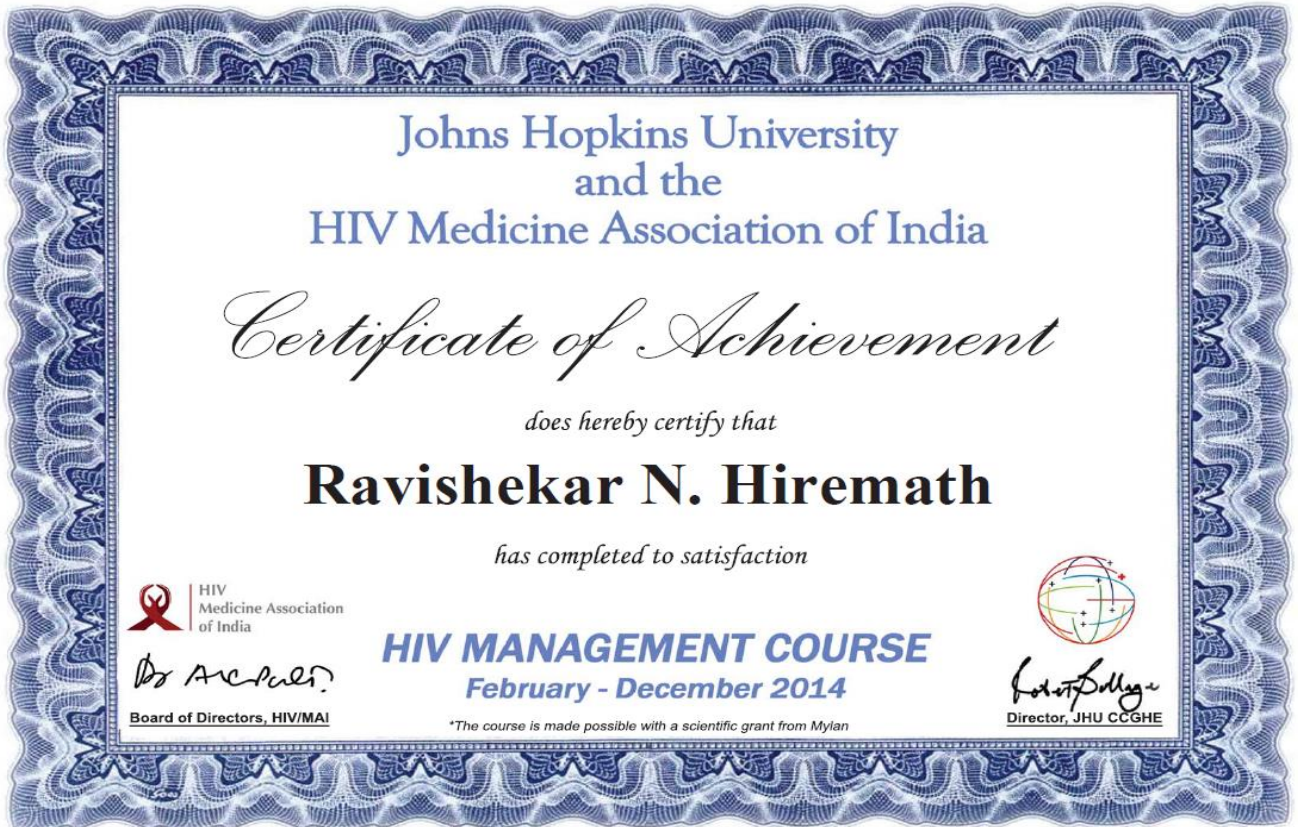 Johns Hopkins University
and the
HIV Medicine Association of India
Certificate of Achievement
does hereby certify that
Ravishekar N. Hiremath
has completed to satisfaction
HIV
Medicine Association
of India
HIV MANAGEMENT COURSE
February - December 2014
*The course is made possible with a scientific grant from Mylan
Board of Directors, HIV/MAI
Director, JHU CCGHE